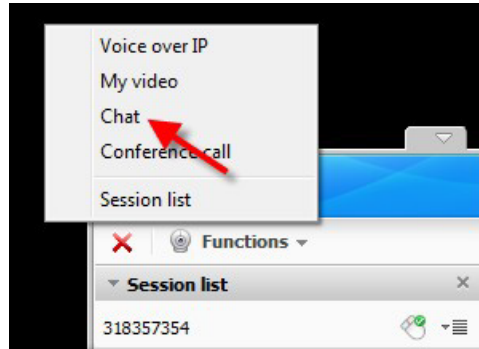 Voice over IP
My video
Chat
Conference call
Session list
Functions
Session list
318357354